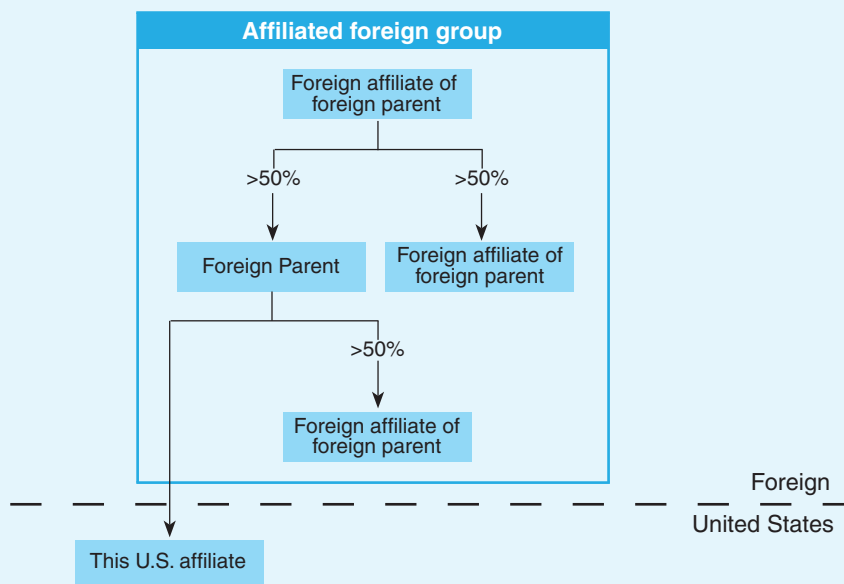 Affiliated foreign group
Foreign affiliate of
foreign parent
>50%
>50%
Foreign Parent
Foreign affiliate of
foreign parent
>50%
Foreign affiliate of
foreign parent
Foreign
United States
This U.S. affiliate